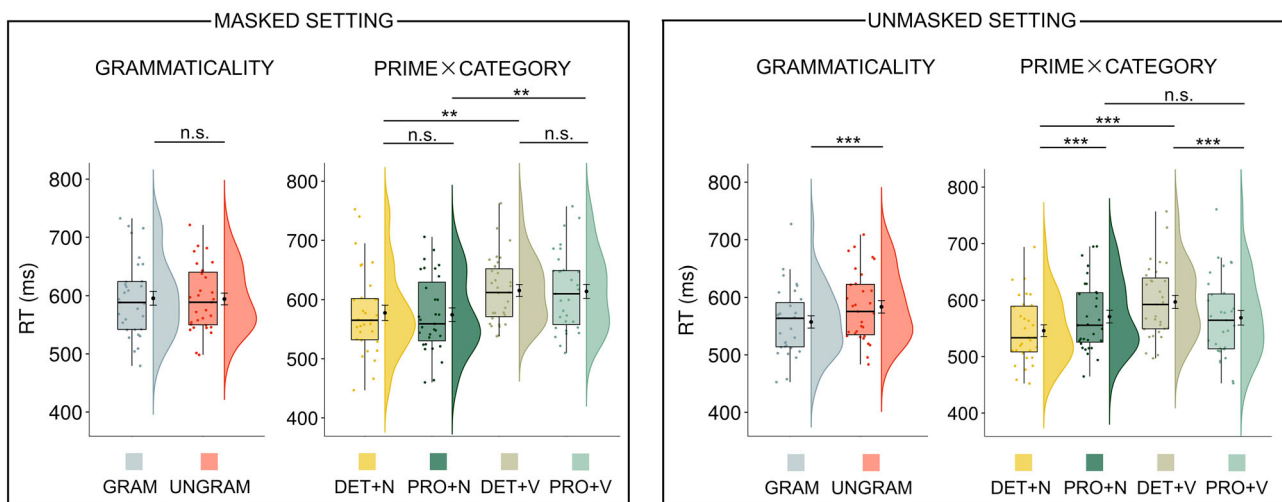 MASKED SETTING
GRAMMATICALITY
PRIME×CATEGORY
n.s.
**
**
n.s.
n.s.
RT (ms)
800
700
600
500
400
800
700
600
500
400
GRAM UNGRAM
DET+N PRO+N DET+V PRO+V
UNMASKED SETTING
GRAMMATICALITY
PRIME×CATEGORY
n.s.
***
***
***
***
RT (ms)
800
700
600
500
400
800
700
600
500
400
GRAM UNGRAM
DET+N PRO+N DET+V PRO+V